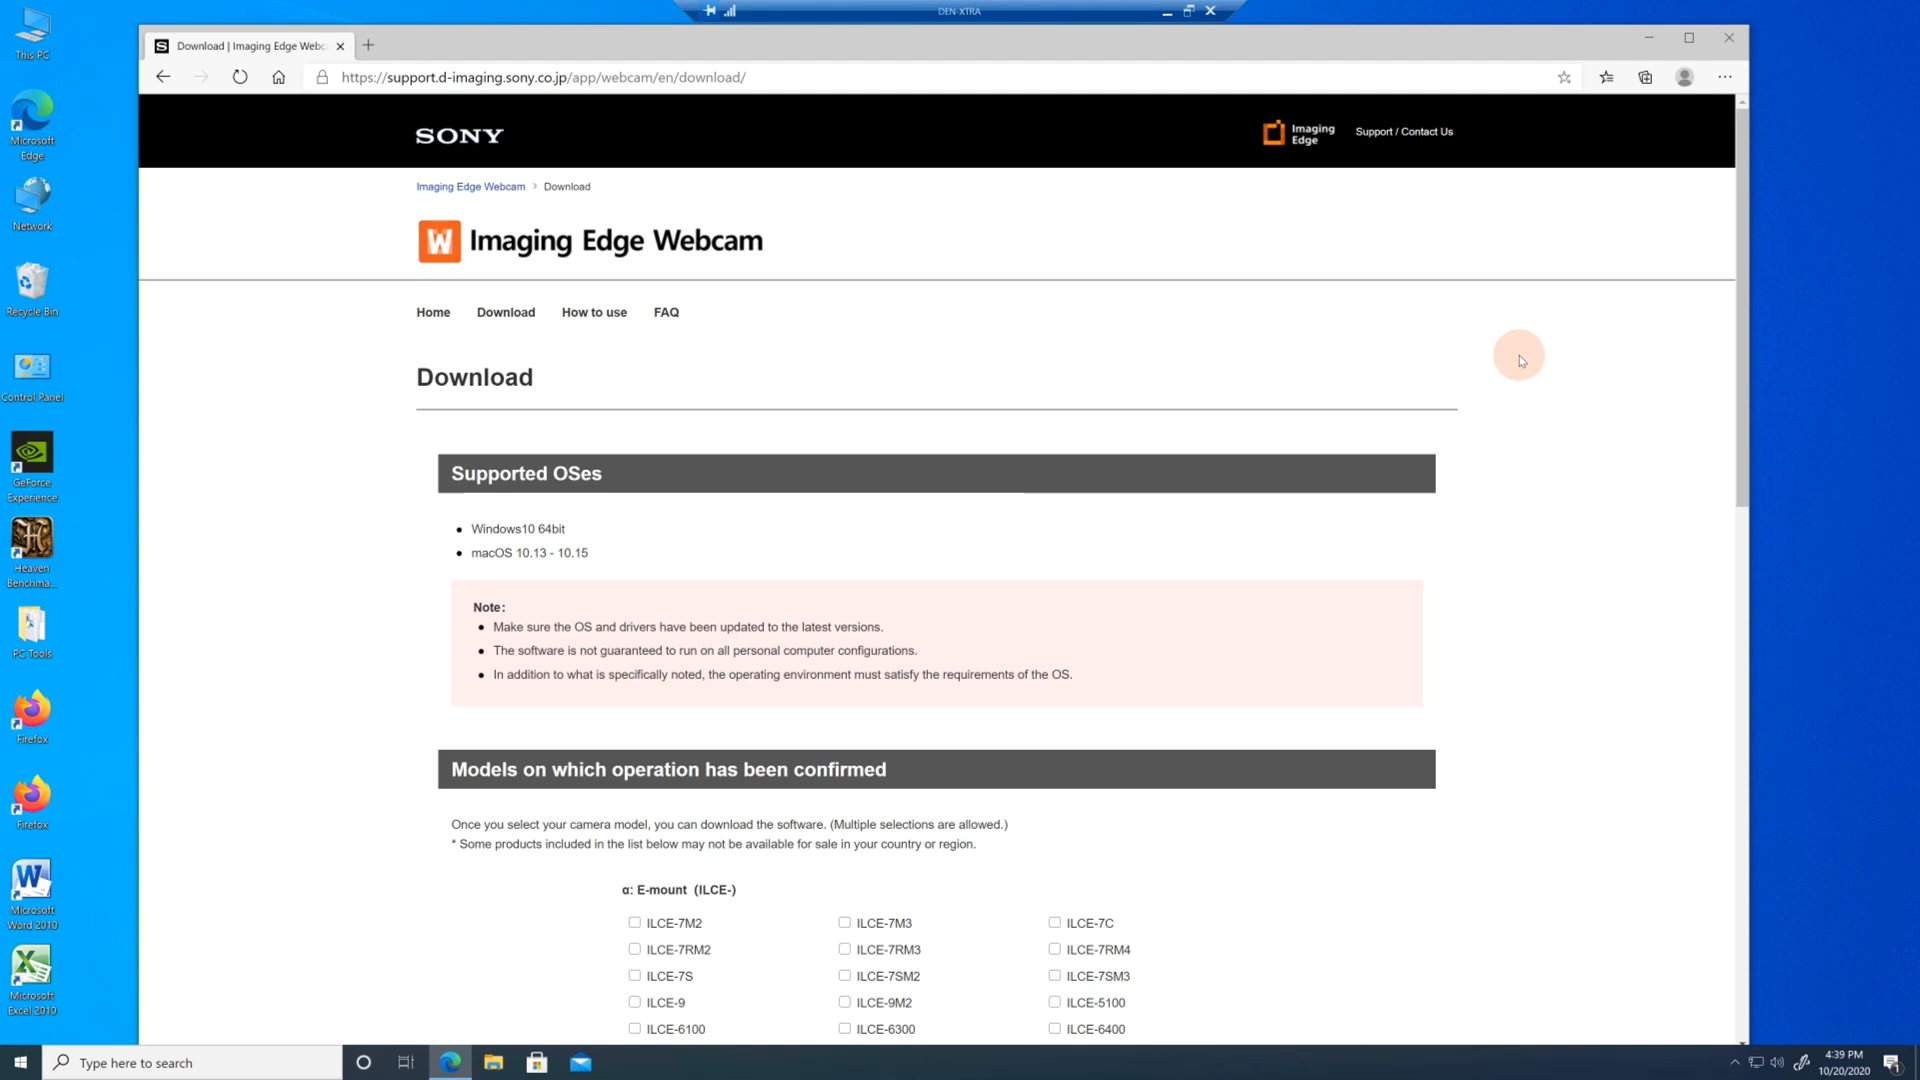 DEN-XTRA
This PC
Microsoft
Edge
Network
Recycle Bin
Control Panel
GeForce
Experience
Heaven
Benchma...
PC Tools
Firefox
Firefox
Microsoft
Word 2010
Microsoft
Excel 2010
Download | Imaging Edge Webc
https://support.d-imaging.sony.co.jp/app/webcam/en/download/
SONY
Imaging
Edge
Support / Contact Us
Imaging Edge Webcam > Download
W Imaging Edge Webcam
Home Download How to use FAQ
Download
Supported OSes
• Windows10 64bit
• macOS 10.13 - 10.15
Note:
• Make sure the OS and drivers have been updated to the latest versions.
• The software is not guaranteed to run on all personal computer configurations.
• In addition to what is specifically noted, the operating environment must satisfy the requirements of the OS.
Models on which operation has been confirmed
Once you select your camera model, you can download the software. (Multiple selections are allowed.)
* Some products included in the list below may not be available for sale in your country or region.
α: E-mount (ILCE-)
ILCE-7M2 ILCE-7M3 ILCE-7C
ILCE-7RM2 ILCE-7RM3 ILCE-7RM4
ILCE-7S ILCE-7SM2 ILCE-7SM3
ILCE-9 ILCE-9M2 ILCE-5100
ILCE-6100 ILCE-6300 ILCE-6400
Type here to search
4:39 PM
10/20/2020
1